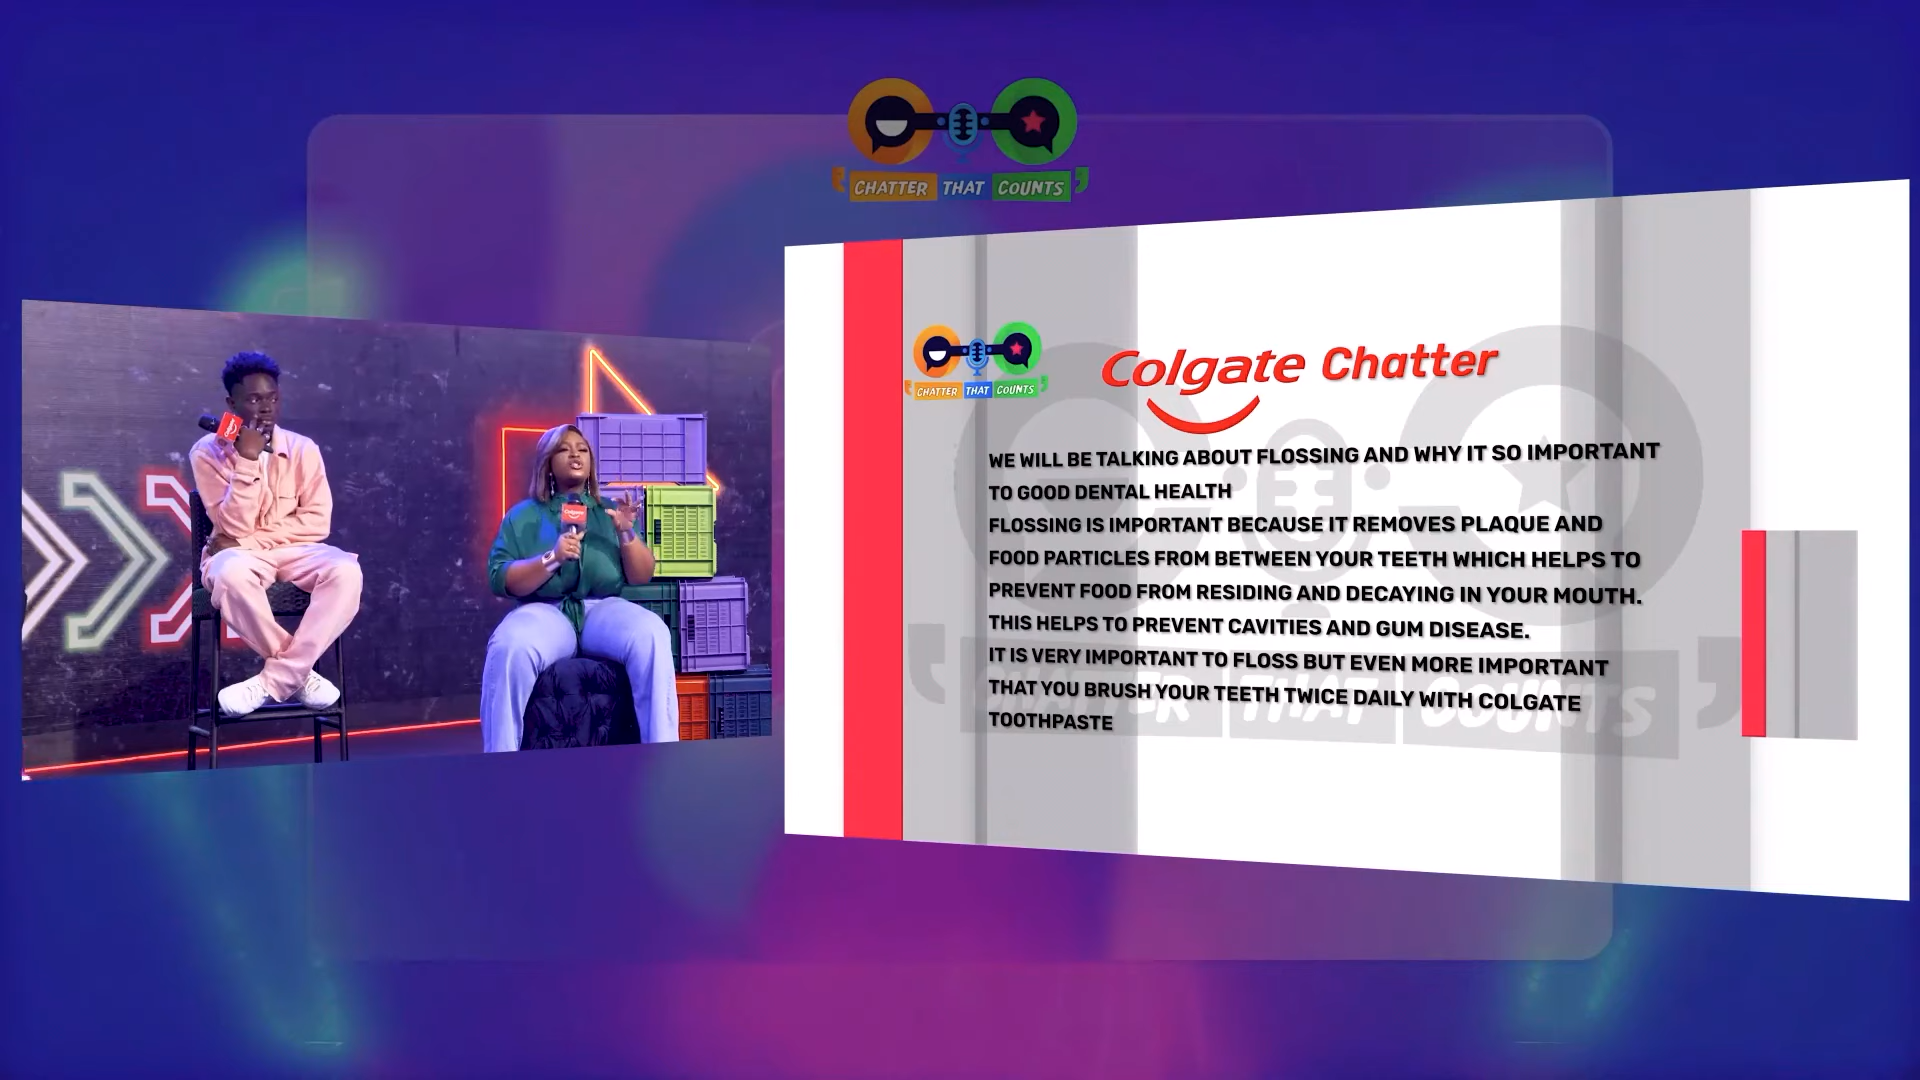 CHATTER THAT COUNTS
CHATTER THAT COUNTS
Colgate Chatter
WE WILL BE TALKING ABOUT FLOSSING AND WHY IT SO IMPORTANT
TO GOOD DENTAL HEALTH
FLOSSING IS IMPORTANT BECAUSE IT REMOVES PLAQUE AND
FOOD PARTICLES FROM BETWEEN YOUR TEETH WHICH HELPS TO
PREVENT FOOD FROM RESIDING AND DECAYING IN YOUR MOUTH.
THIS HELPS TO PREVENT CAVITIES AND GUM DISEASE.
IT IS VERY IMPORTANT TO FLOSS BUT EVEN MORE IMPORTANT
THAT YOU BRUSH YOUR TEETH TWICE DAILY WITH COLGATE
TOOTHPASTE
CHATTER THAT COUNTS
Colgate